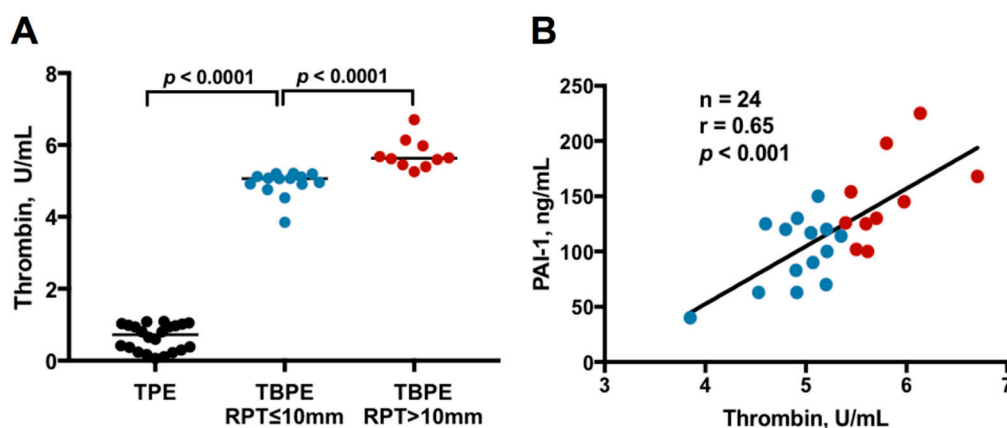 A
p < 0.0001
p < 0.0001
Thrombin, U/mL
8
6
4
2
0
TPE
TBPE
RPT≤10mm
TBPE
RPT>10mm
B
n = 24
r = 0.65
p < 0.001
PAI-1, ng/mL
250
200
150
100
50
0
3
4
5
6
7
Thrombin, U/mL